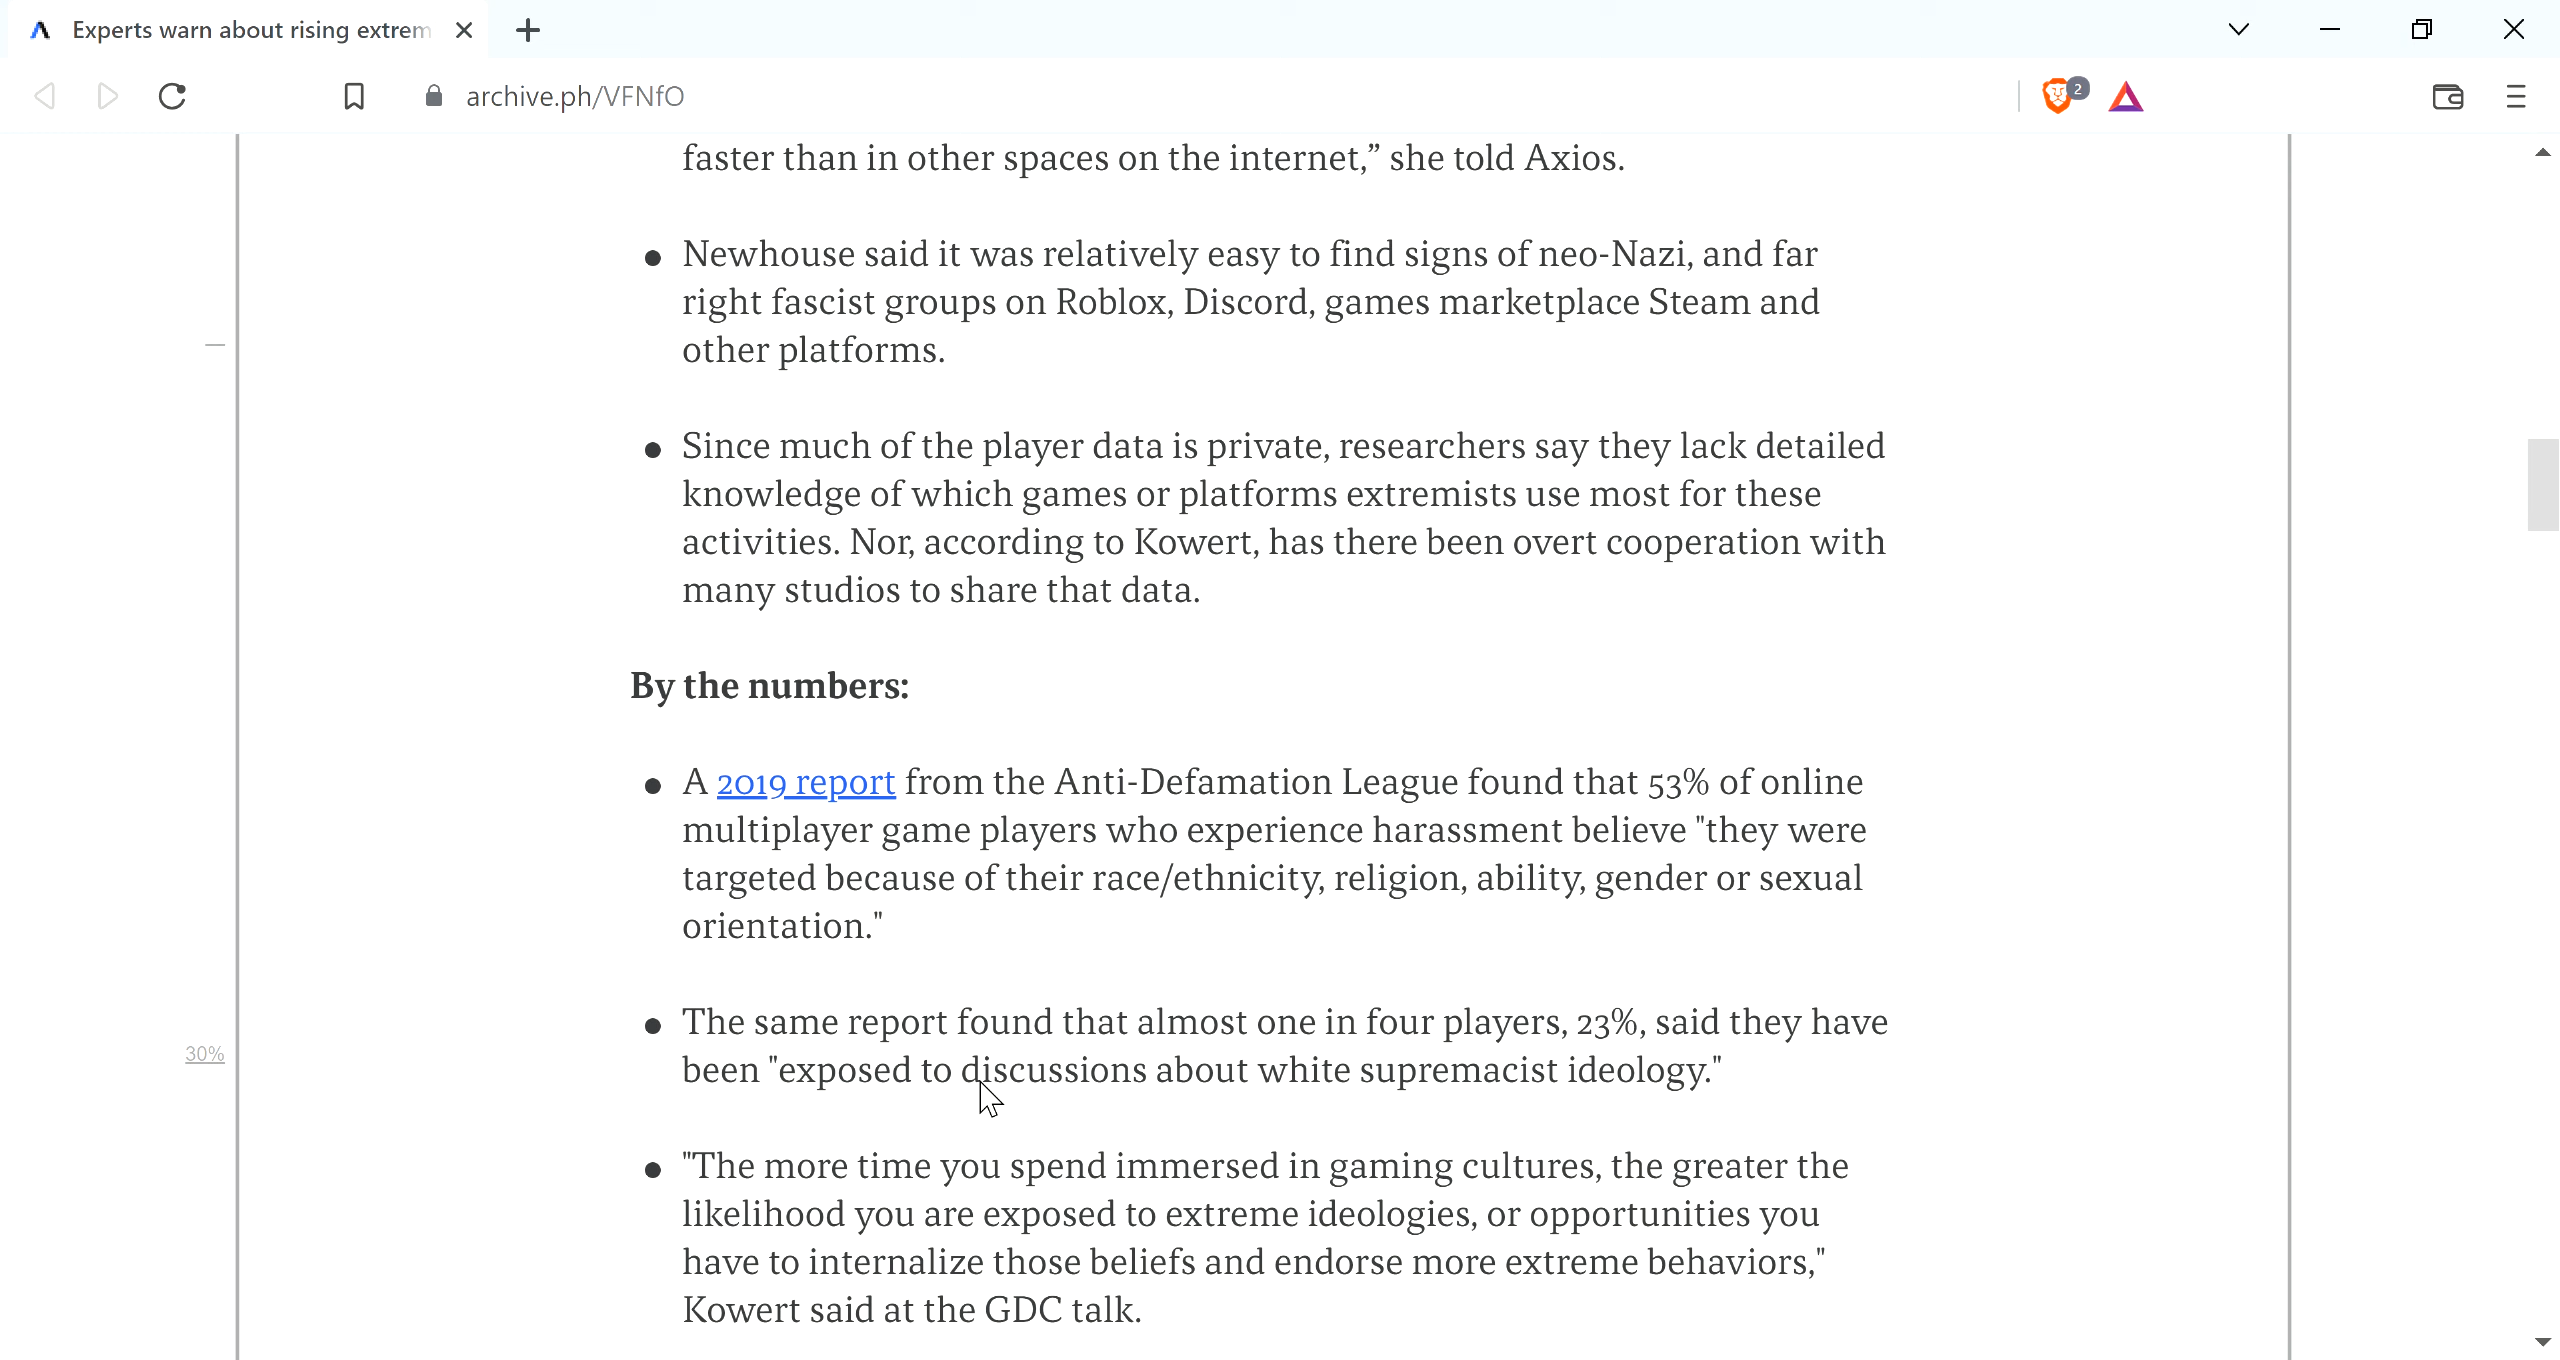 Experts warn about rising extrem
archive.ph/VFNfO
2
faster than in other spaces on the internet,” she told Axios.
Newhouse said it was relatively easy to find signs of neo-Nazi, and far
right fascist groups on Roblox, Discord, games marketplace Steam and
other platforms.
Since much of the player data is private, researchers say they lack detailed
knowledge of which games or platforms extremists use most for these
activities. Nor, according to Kowert, has there been overt cooperation with
many studios to share that data.
By the numbers:
A 2019 report from the Anti-Defamation League found that 53% of online
multiplayer game players who experience harassment believe "they were
targeted because of their race/ethnicity, religion, ability, gender or sexual
orientation."
The same report found that almost one in four players, 23%, said they have
30%
been "exposed to discussions about white supremacist ideology."
"The more time you spend immersed in gaming cultures, the greater the
likelihood you are exposed to extreme ideologies, or opportunities you
have to internalize those beliefs and endorse more extreme behaviors,"
Kowert said at the GDC talk.